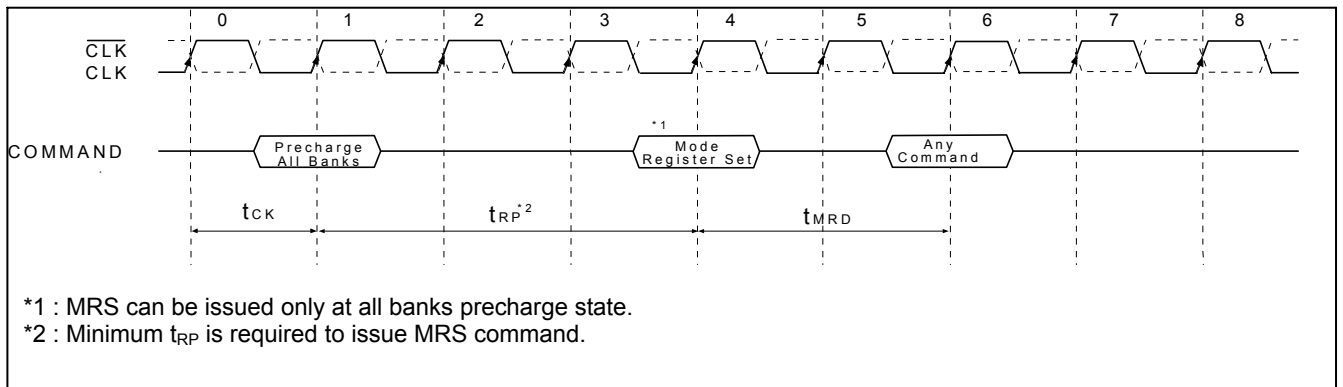 0 1 2 3 4 5 6 7 8
CLK
CLK
COMMAND
Precharge
All Banks
*1
Mode
Register Set
Any
Command
tCK
tRP*2
tMRD
*1 : MRS can be issued only at all banks precharge state.
*2 : Minimum tRP is required to issue MRS command.